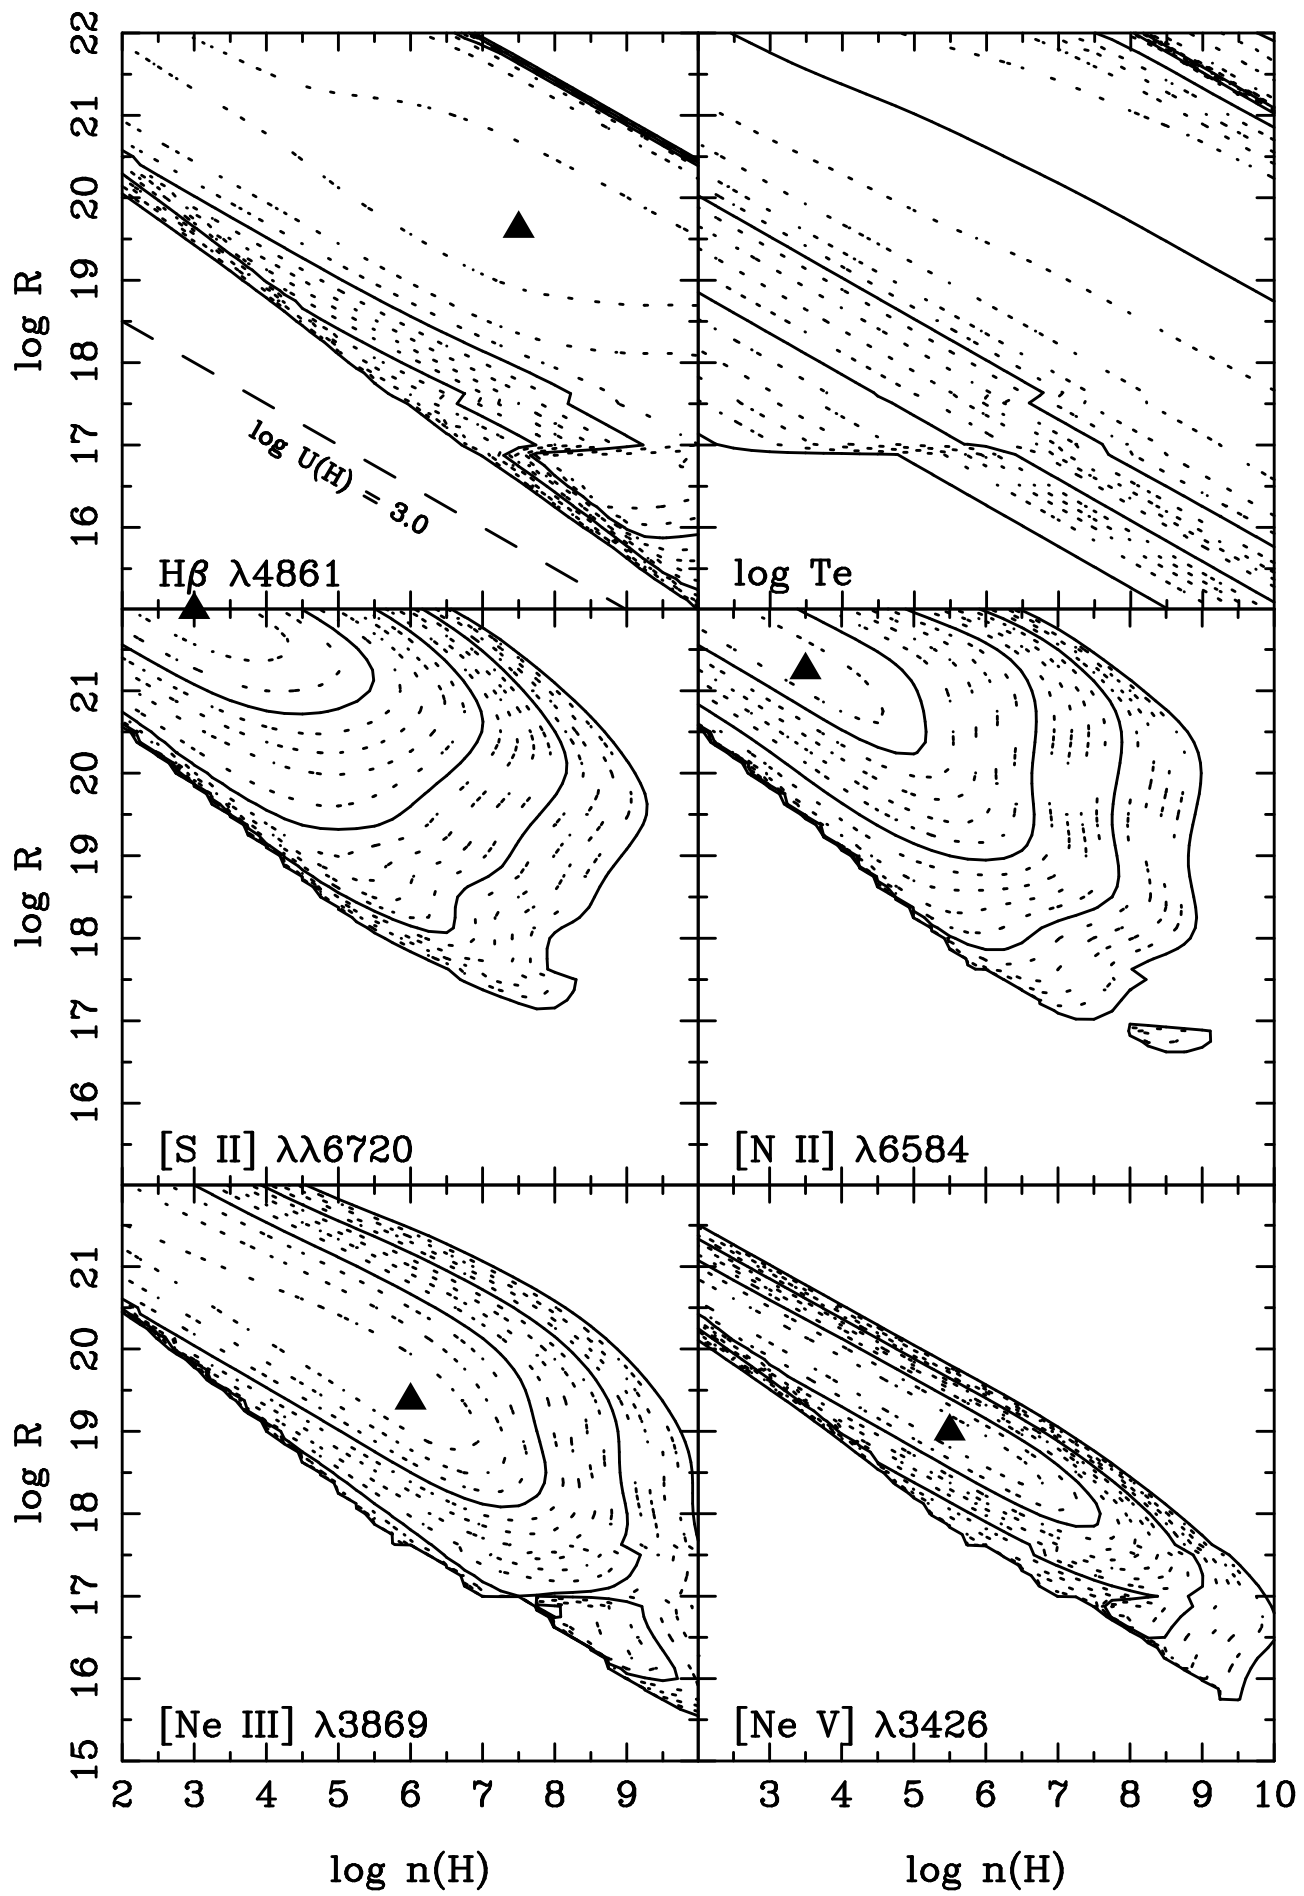 22
21
20
19
18
17
16
log R
log U(H) = 3.0
Hβ λ4861
log Te
21
20
19
18
17
16
log R
[S II] λλ6720
[N II] λ6584
21
20
19
18
17
16
15
log R
[Ne III] λ3869
[Ne V] λ3426
2 3 4 5 6 7 8 9 3 4 5 6 7 8 9 10
log n(H) log n(H)